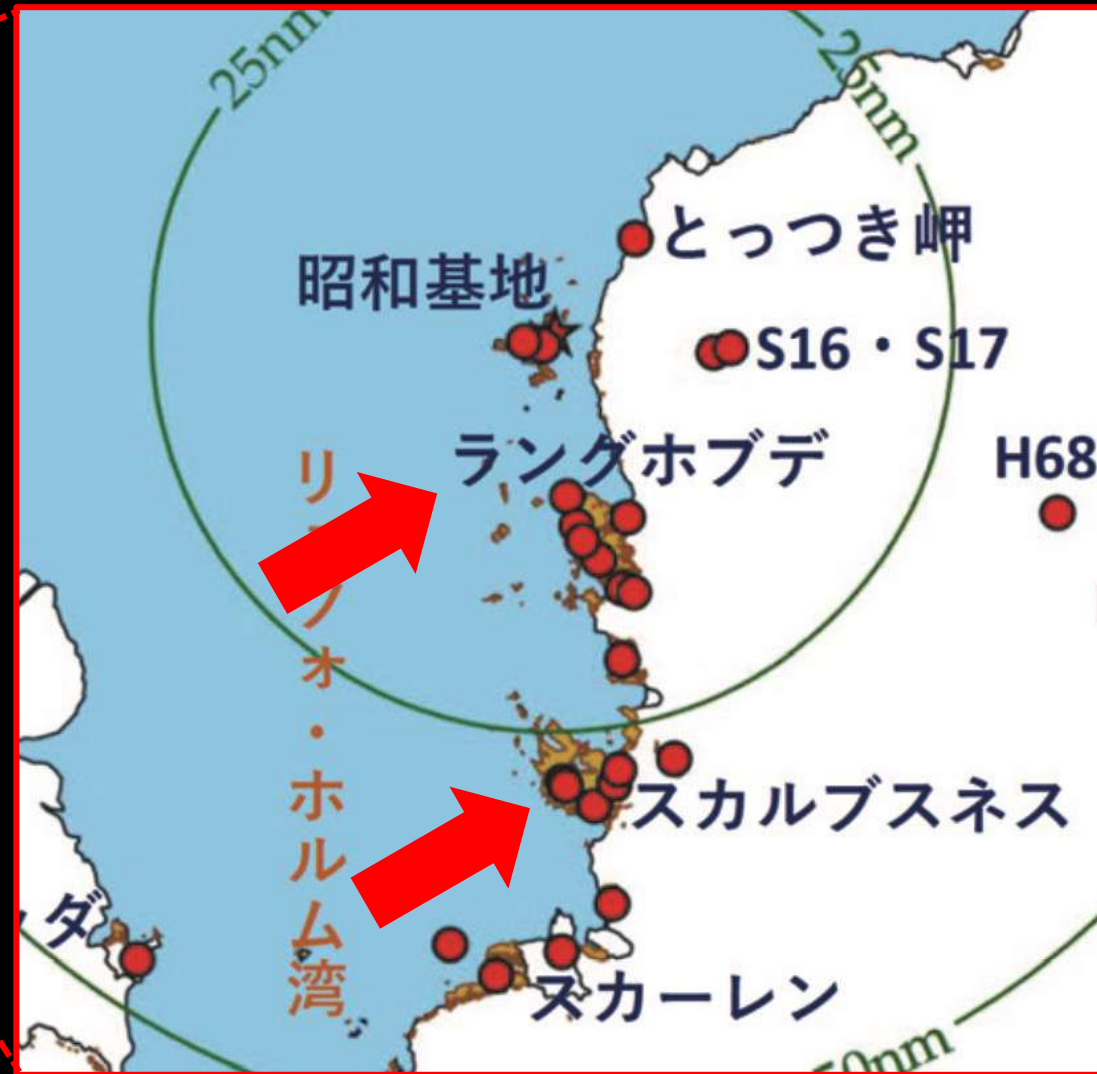 25nm
25nm
とっつき岬
昭和基地
S16・S17
ラングホブデ
H68
リ
フォ・ホルム湾
スカルブスネス
ダ
スカーレン
50nm